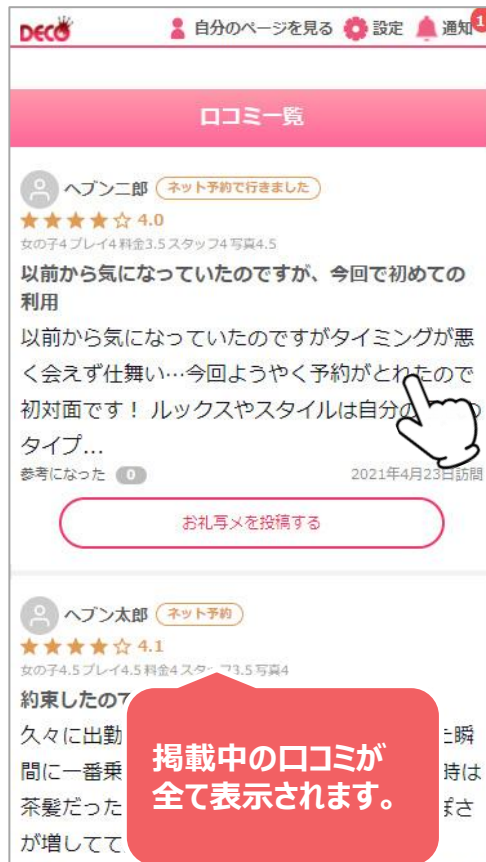 DECO 自分のページを見る 設定 通知 1
口コミ一覧
ヘブン二郎 ネット予約で行きました
★★★★☆ 4.0
女の子4 プレイ4 料金3.5 スタッフ4 写真4.5
以前から気になっていたのですが、今回で初めての
利用
以前から気になっていたのですがタイミングが悪
く会えず仕舞い…今回ようやく予約がとれたので
初対面です！ ルックスやスタイルは自分の
タイプ…
参考になった 0 2021年4月23日訪問
お礼写メを投稿する
ヘブン太郎 ネット予約
★★★★☆ 4.1
女の子4.5 プレイ4.5 料金4 スタッフ3.5 写真4
約束したので
久々に出勤 瞬
間に一番乗 時は
茶髪だった ぽさ
が増してて
掲載中の口コミが
全て表示されます。